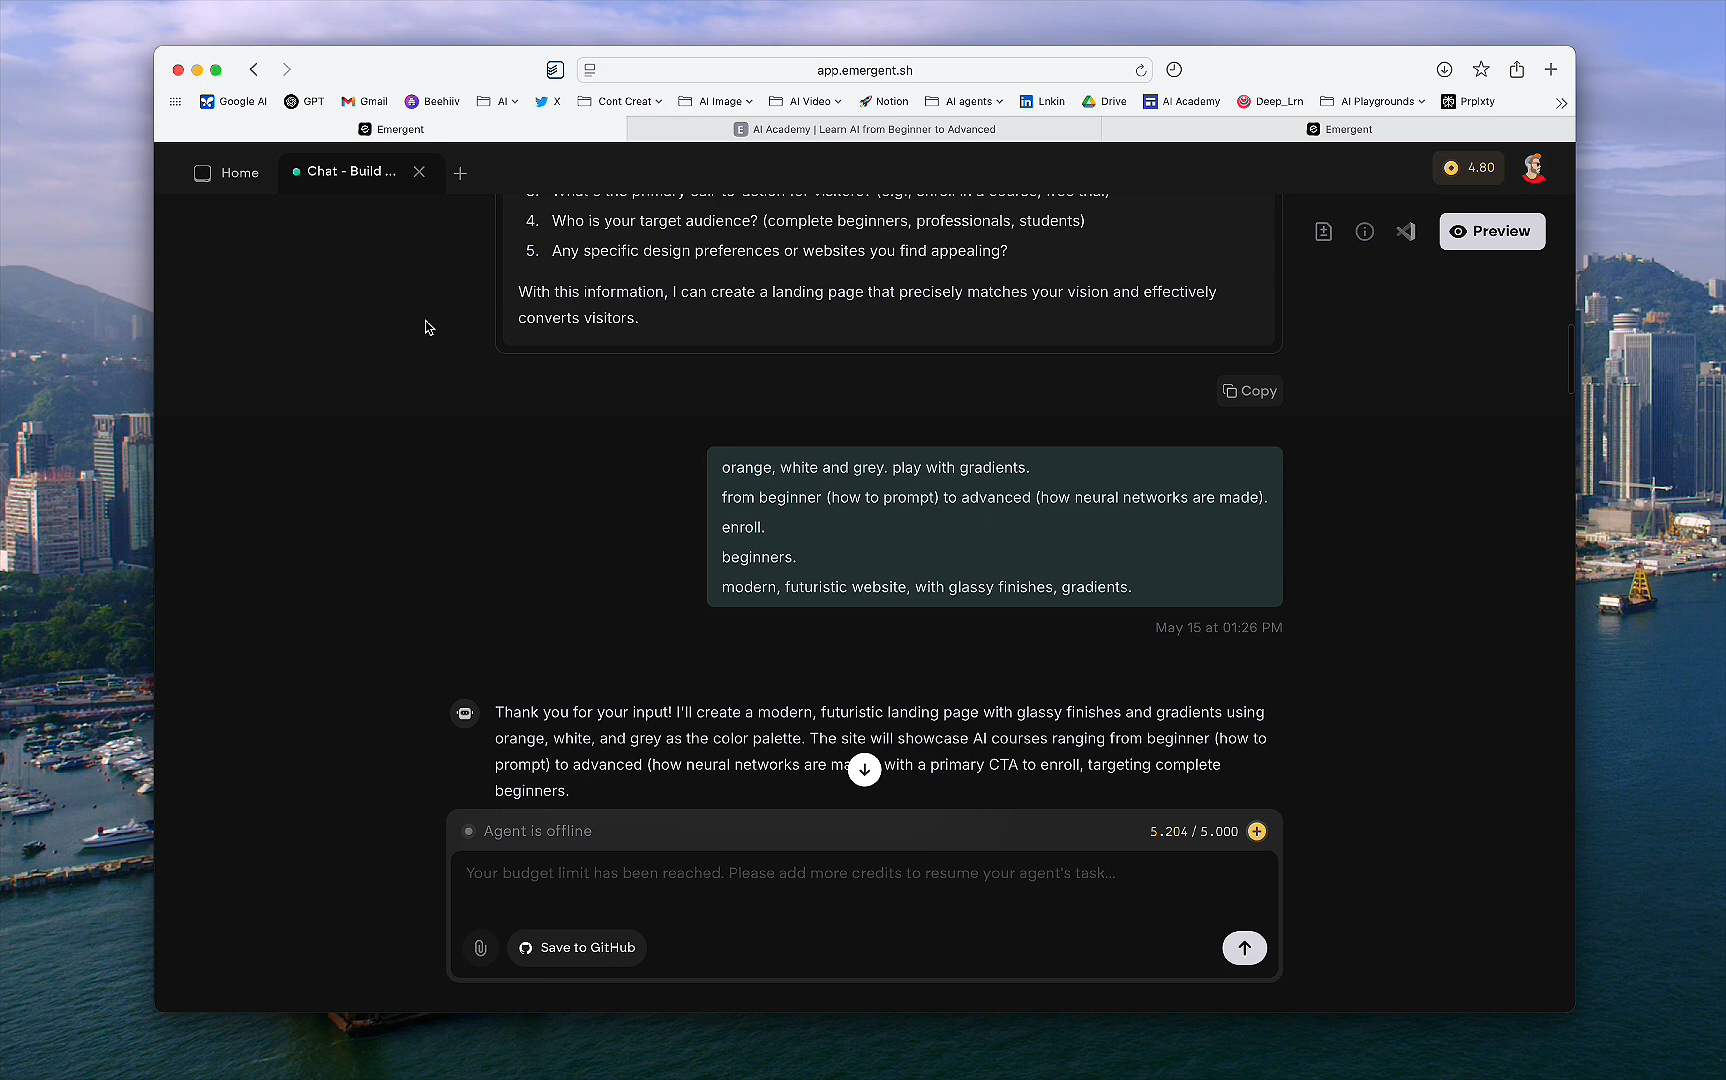 app.emergent.sh
Google AI
GPT
Gmail
Beehiiv
AI
X
Cont Creat
AI Image
AI Video
Notion
AI agents
Lnkin
Drive
AI Academy
Deep_Lrn
AI Playgrounds
Prplxty
Emergent
E AI Academy | Learn AI from Beginner to Advanced
Emergent
Home
Chat - Build ...
4.80
4. Who is your target audience? (complete beginners, professionals, students)
5. Any specific design preferences or websites you find appealing?
Preview
With this information, I can create a landing page that precisely matches your vision and effectively
converts visitors.
Copy
orange, white and grey. play with gradients.
from beginner (how to prompt) to advanced (how neural networks are made).
enroll.
beginners.
modern, futuristic website, with glassy finishes, gradients.
May 15 at 01:26 PM
Thank you for your input! I'll create a modern, futuristic landing page with glassy finishes and gradients using
orange, white, and grey as the color palette. The site will showcase AI courses ranging from beginner (how to
prompt) to advanced (how neural networks are ma with a primary CTA to enroll, targeting complete
beginners.
Agent is offline
5.204 / 5.000
Your budget limit has been reached. Please add more credits to resume your agent's task...
Save to GitHub